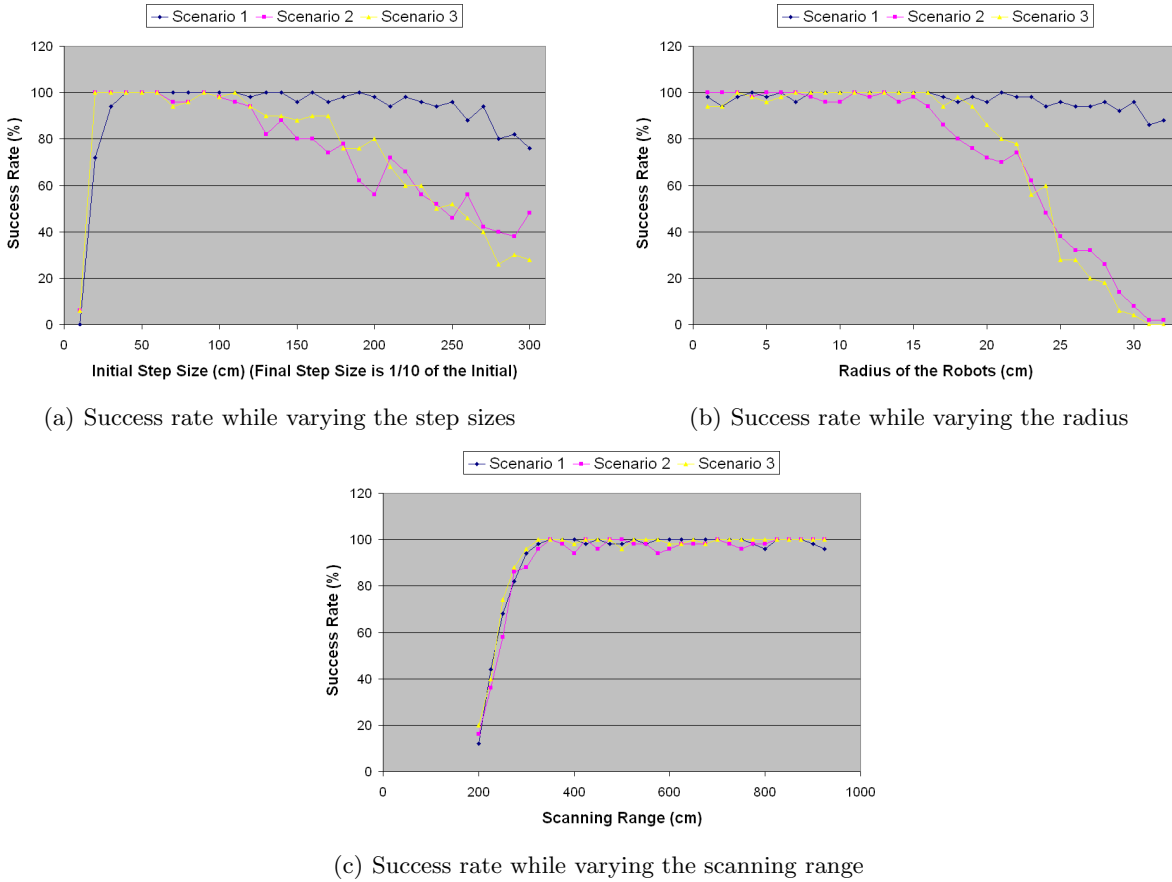 Scenario 1 Scenario 2 Scenario 3
120
100
80
60
40
20
0
Success Rate (%)
0 50 100 150 200 250 300
Initial Step Size (cm) (Final Step Size is 1/10 of the Initial)
(a) Success rate while varying the step sizes
Scenario 1 Scenario 2 Scenario 3
120
100
80
60
40
20
0
Success Rate (%)
0 5 10 15 20 25 30
Radius of the Robots (cm)
(b) Success rate while varying the radius
Scenario 1 Scenario 2 Scenario 3
120
100
80
60
40
20
0
Success Rate (%)
0 200 400 600 800 1000
Scanning Range (cm)
(c) Success rate while varying the scanning range